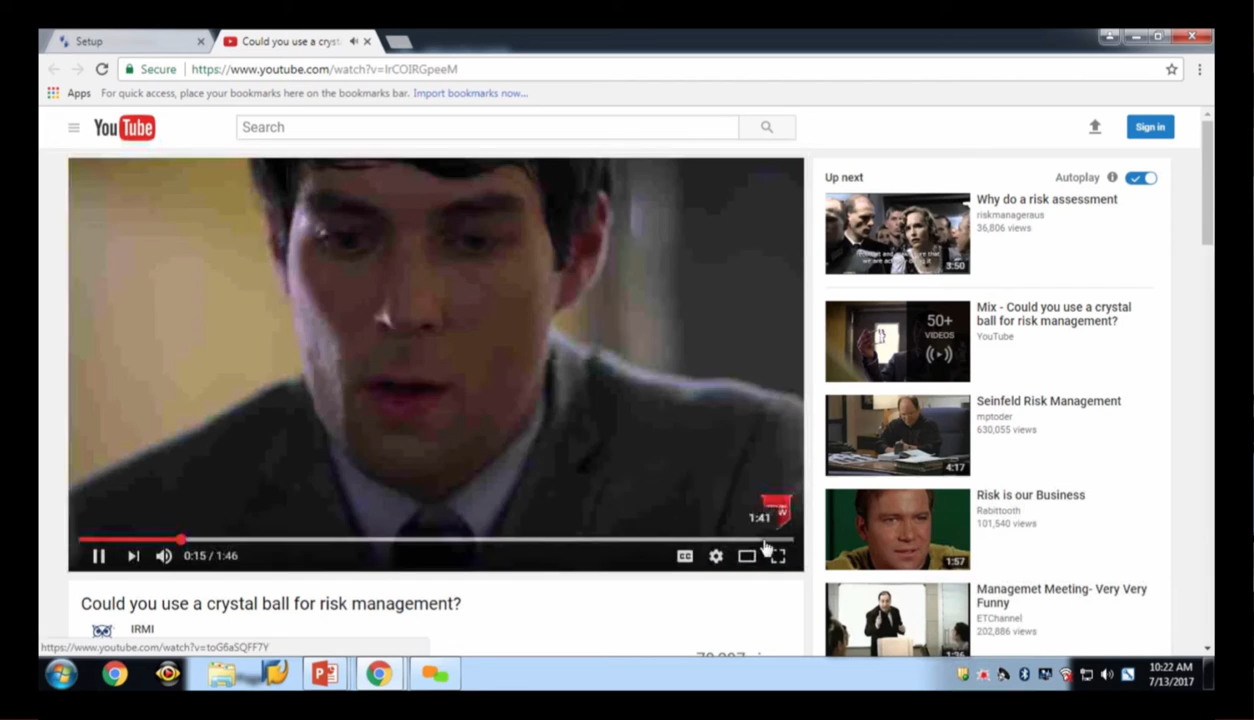 Setup
Could you use a cryst
Secure
https://www.youtube.com/watch?v=IrCOIRGpeeM
Apps For quick access, place your bookmarks here on the bookmarks bar. Import bookmarks now...
YouTube
Search
Sign in
Up next
Autoplay
Why do a risk assessment
riskmanageraus
36,806 views
3:50
Mix - Could you use a crystal
ball for risk management?
YouTube
50+
VIDEOS
Seinfeld Risk Management
mptoder
630,055 views
4:17
Risk is our Business
Rabittooth
101,540 views
1:57
Managemet Meeting- Very Very
Funny
ETChannel
202,886 views
1:41
0:15 / 1:46
CC
Could you use a crystal ball for risk management?
IRMI
https://www.youtube.com/watch?v=toG6aSQFF7Y
10:22 AM
7/13/2017